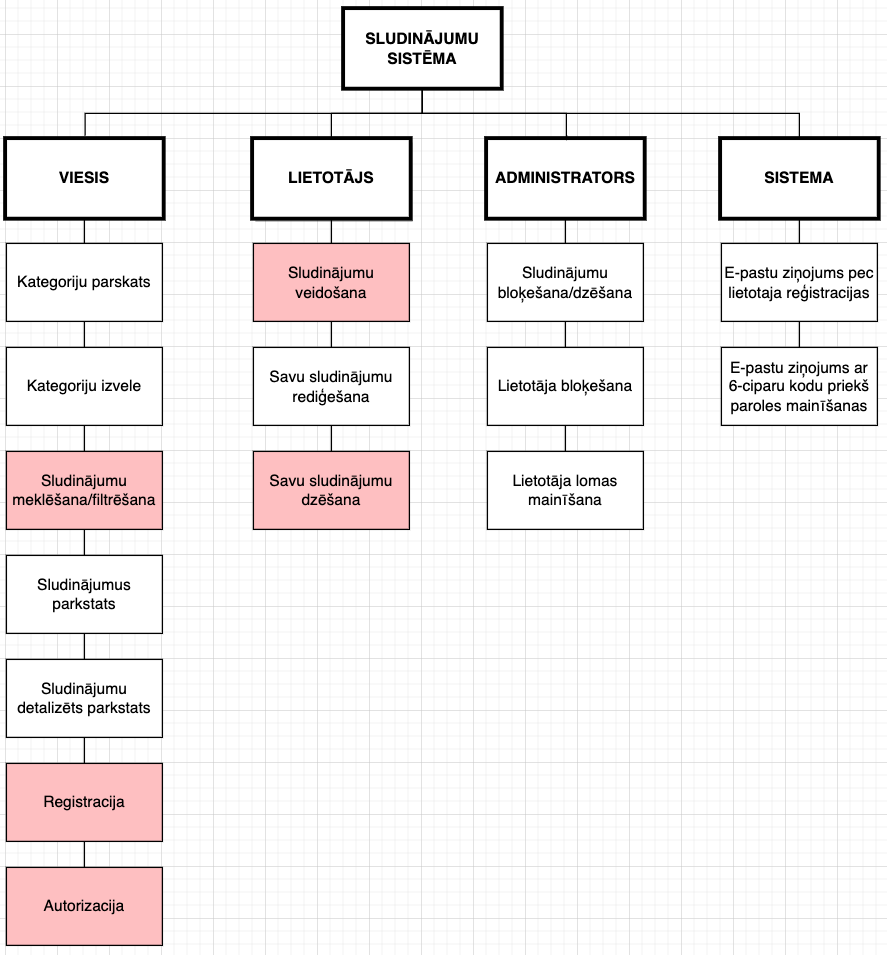 SLUDINĀJUMU
SISTĒMA
VIESIS
LIETOTĀJS
ADMINISTRATORS
SISTEMA
Kategoriju parskats
Kategoriju izvele
Sludinājumu
meklēšana/filtrēšana
Sludinājumus
parkstats
Sludinājumu
detalizēts parkstats
Registracija
Autorizacija
Sludinājumu
veidošana
Savu sludinājumu
rediģešana
Savu sludinājumu
dzēšana
Sludinājumu
bloķešana/dzēšana
Lietotāja bloķešana
Lietotāja lomas
mainīšana
E-pastu ziņojums pec
lietotaja reģistracijas
E-pastu ziņojums ar
6-ciparu kodu priekš
paroles mainīšanas